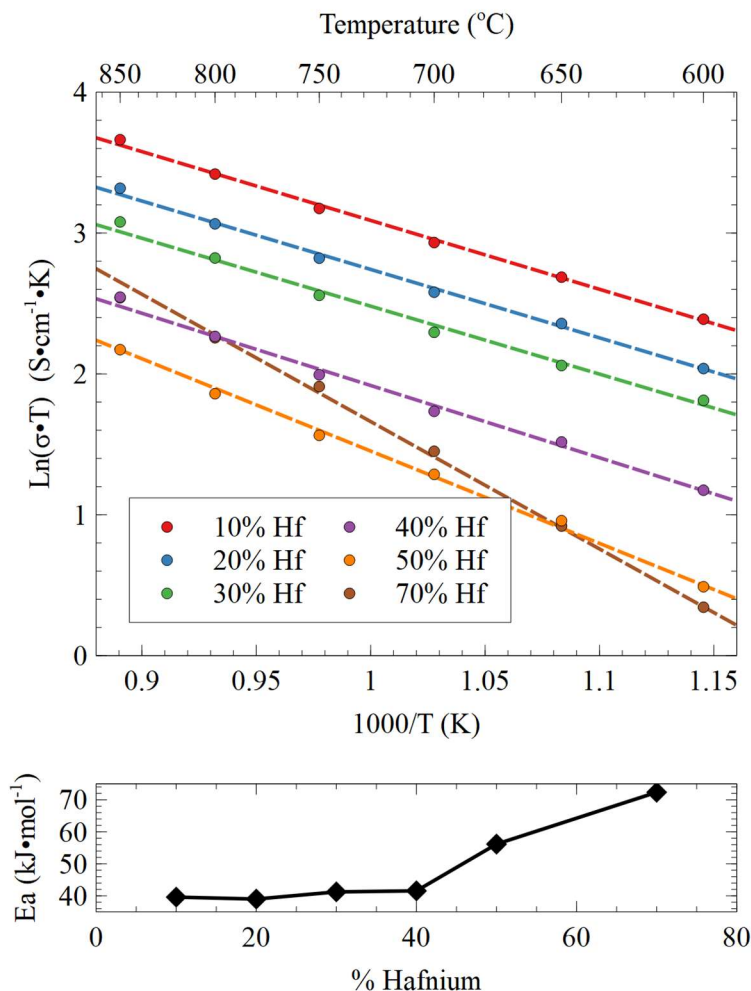 Temperature (°C)
850 800 750 700 650 600
4
3
2
1
0
Ln(σ•T) (S•cm⁻¹•K)
10% Hf 40% Hf
20% Hf 50% Hf
30% Hf 70% Hf
0.9 0.95 1 1.05 1.1 1.15
1000/T (K)
Ea (kJ•mol⁻¹)
70
60
50
40
0 20 40 60 80
% Hafnium